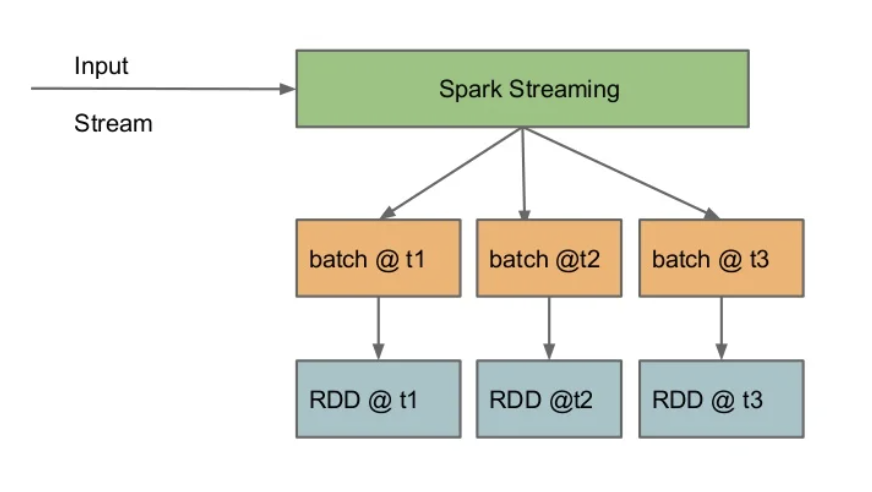 Input
Stream
Spark Streaming
batch @ t1
batch @t2
batch @ t3
RDD @ t1
RDD @t2
RDD @ t3